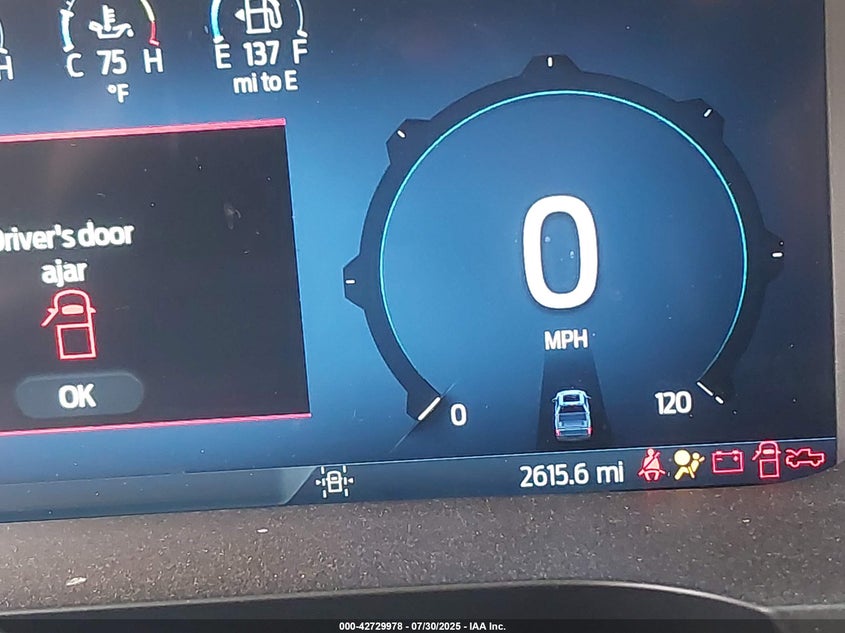 H
C 75 H
°F
E 137 F
mi to E
river's door
ajar
OK
0
MPH
0
120
2615.6 mi
000-42729978 - 07/30/2025 - IAA Inc.